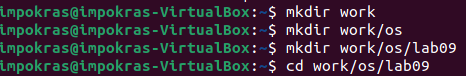 impokras@impokras-VirtualBox:~$ mkdir work
impokras@impokras-VirtualBox:~$ mkdir work/os
impokras@impokras-VirtualBox:~$ mkdir work/os/lab09
impokras@impokras-VirtualBox:~$ cd work/os/lab09